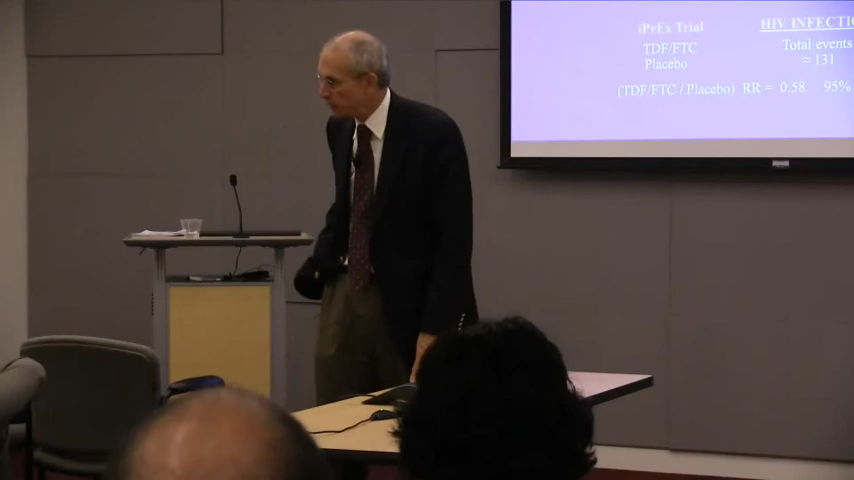 iPrEx Trial HIV INFECTIO
TDF/FTC Total events
Placebo ≈ 131
(TDF/FTC / Placebo) RR = 0.58 95%